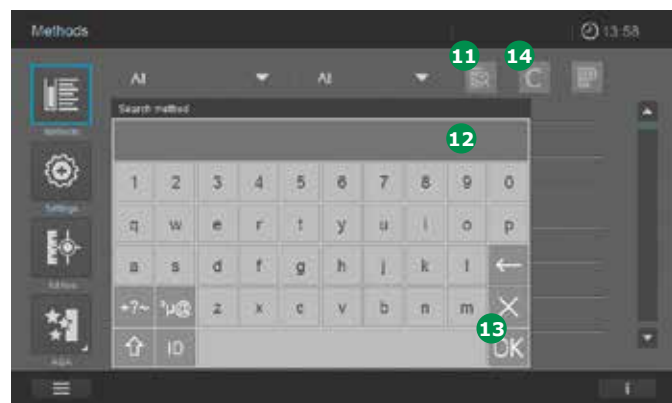 Methods 13:58
11 14
All All C
Search method
12
1 2 3 4 5 6 7 8 9 0
q w e r t y u i o p
a s d f g h j k l ←
+?~ °µ@ z x c v b n m X
13
OK
Methods
Settings
i